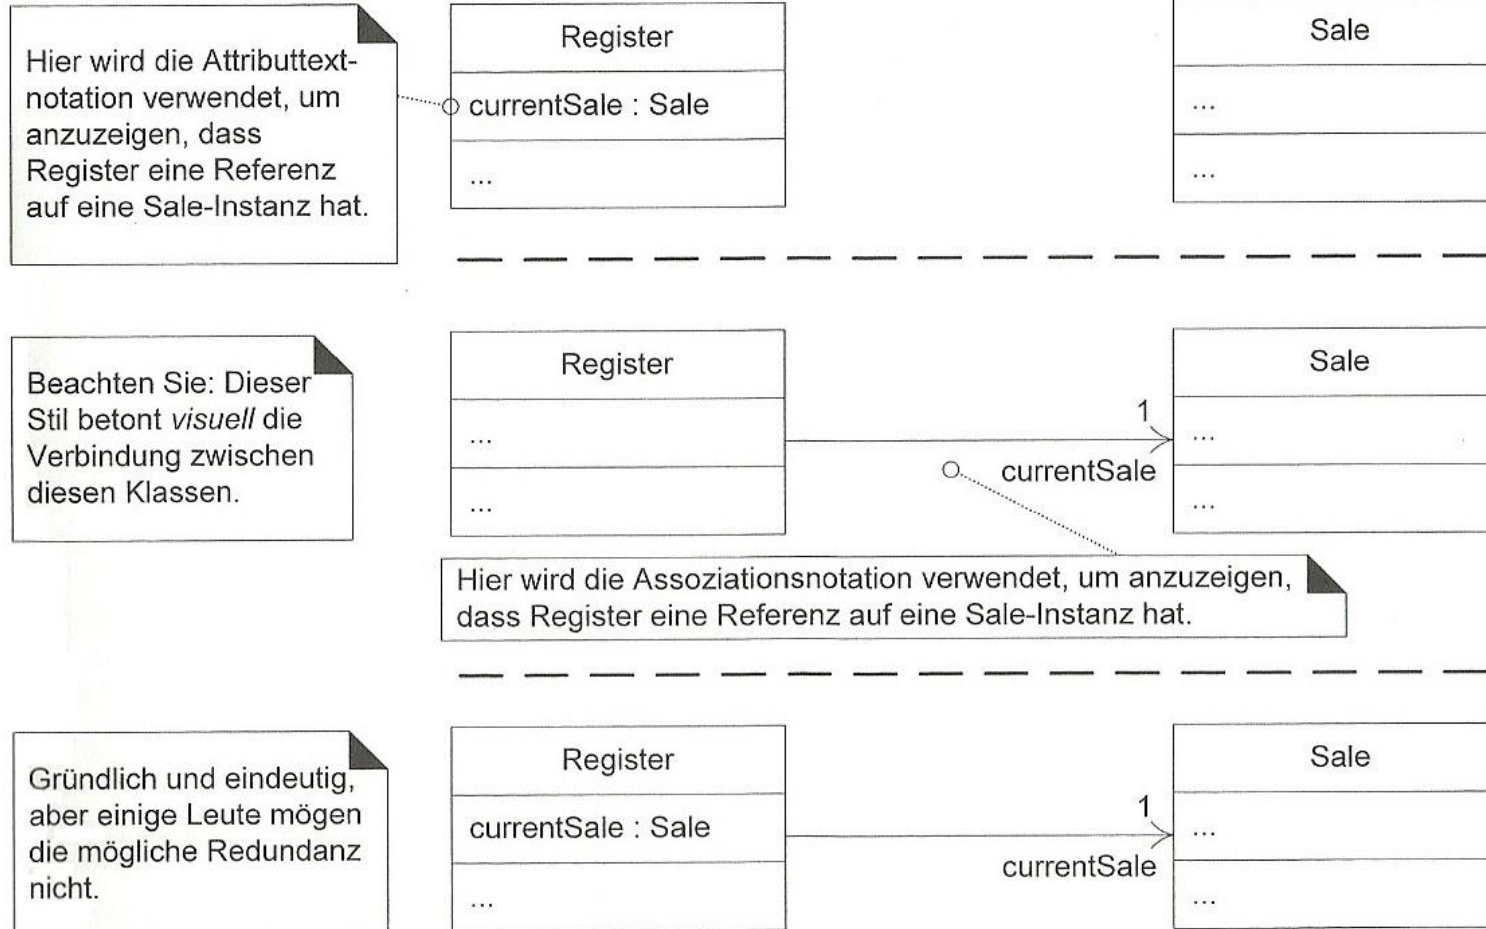 Hier wird die Attributtext-
notation verwendet, um
anzuzeigen, dass
Register eine Referenz
auf eine Sale-Instanz hat.
Register
currentSale : Sale
...
Sale
...
...
Beachten Sie: Dieser
Stil betont visuell die
Verbindung zwischen
diesen Klassen.
Register
...
...
1
currentSale
Sale
...
...
Hier wird die Assoziationsnotation verwendet, um anzuzeigen,
dass Register eine Referenz auf eine Sale-Instanz hat.
Gründlich und eindeutig,
aber einige Leute mögen
die mögliche Redundanz
nicht.
Register
currentSale : Sale
...
1
currentSale
Sale
...
...